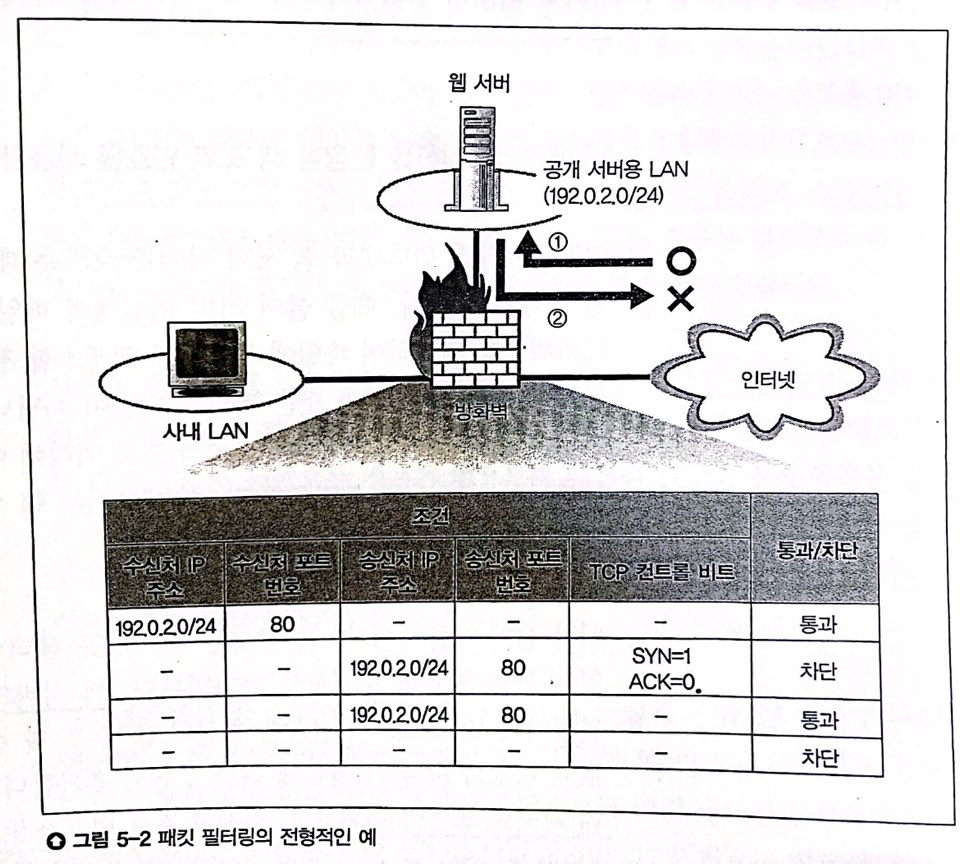 웹 서버
공개 서버용 LAN
(192.0.2.0/24)
①
②
인터넷
방화벽
사내 LAN
조건
통과/차단
수신처 IP
주소
수신처 포트
번호
송신처 IP
주소
송신처 포트
번호
TCP 컨트롤 비트
192.0.2.0/24 80 – – – 통과
– – 192.0.2.0/24 80 SYN=1
ACK=0 차단
– – 192.0.2.0/24 80 – 통과
– – – – – 차단
그림 5–2 패킷 필터링의 전형적인 예